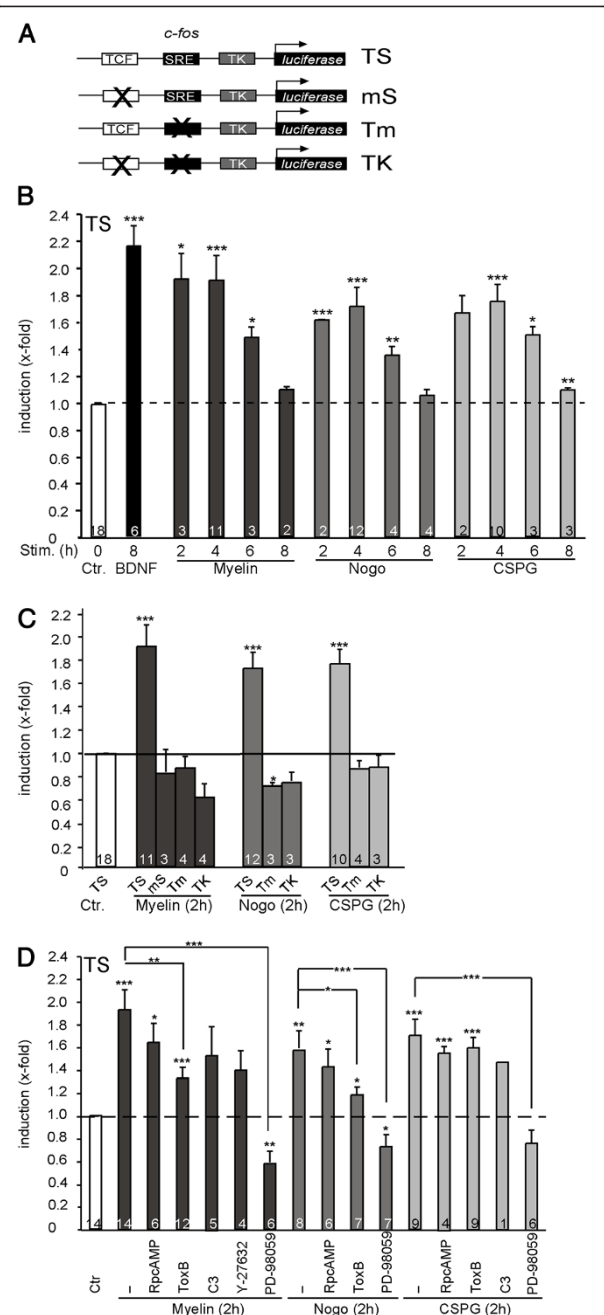 A
c-fos
TCF SRE TK luciferase TS
SRE TK luciferase mS
TCF TK luciferase Tm
TK luciferase TK
B
TS
induction (x-fold)
2.4
2.2
2.0
1.8
1.6
1.4
1.2
1.0
0.8
0.6
0.4
0.2
0
*** * *** * *** *** ** *** * **
18 6 3 11 3 2 2 12 4 4 2 10 3 3
Stim. (h) 0 8 2 4 6 8 2 4 6 8 2 4 6 8
Ctr. BDNF Myelin Nogo CSPG
C
induction (x-fold)
2.2
2.0
1.8
1.6
1.4
1.2
1.0
0.8
0.6
0.4
0.2
0
*** *** * ***
18 11 3 4 4 12 3 3 10 4 3
TS TS mS Tm TK TS Tm TK TS Tm TK
Ctr. Myelin (2h) Nogo (2h) CSPG (2h)
D
TS
induction (x-fold)
2.4
2.2
2.0
1.8
1.6
1.4
1.2
1.0
0.8
0.6
0.4
0.2
0
*** *** ***
** *
*** * *** ** ** * * * *** *** ***
14 14 6 12 5 4 6 8 6 7 7 9 4 9 1 6
Ctr – RpcAMP ToxB C3 Y-27632 PD-98059 – RpcAMP ToxB PD-98059 – RpcAMP ToxB C3 PD-98059
Myelin (2h) Nogo (2h) CSPG (2h)